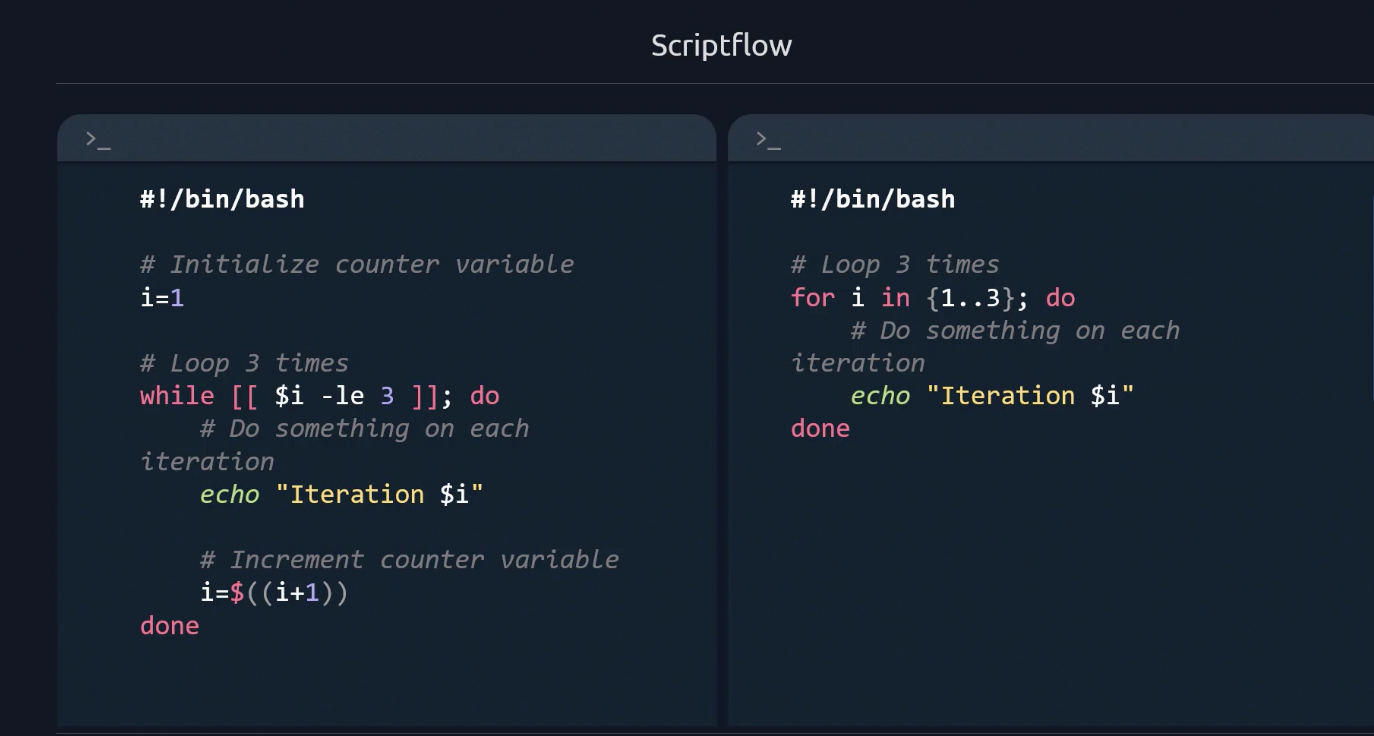 Scriptflow
>_
#!/bin/bash
# Initialize counter variable
i=1
# Loop 3 times
while [[ $i -le 3 ]]; do
# Do something on each
iteration
echo "Iteration $i"
# Increment counter variable
i=$((i+1))
done
>_
#!/bin/bash
# Loop 3 times
for i in {1..3}; do
# Do something on each
iteration
echo "Iteration $i"
done